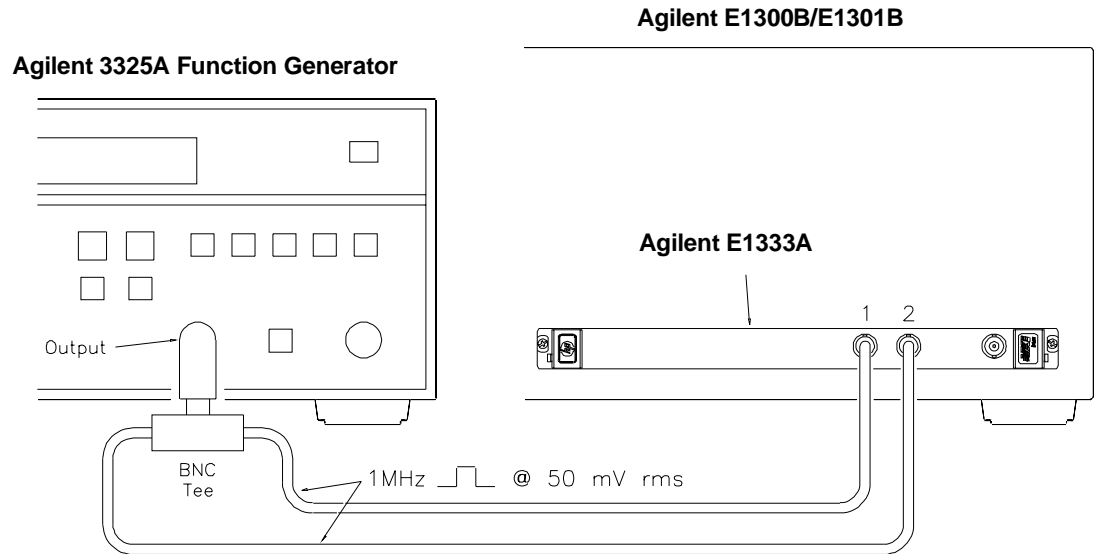 Agilent E1300B/E1301B
Agilent 3325A Function Generator
Agilent E1333A
1 2
Output
BNC
Tee
1MHz @ 50 mV rms